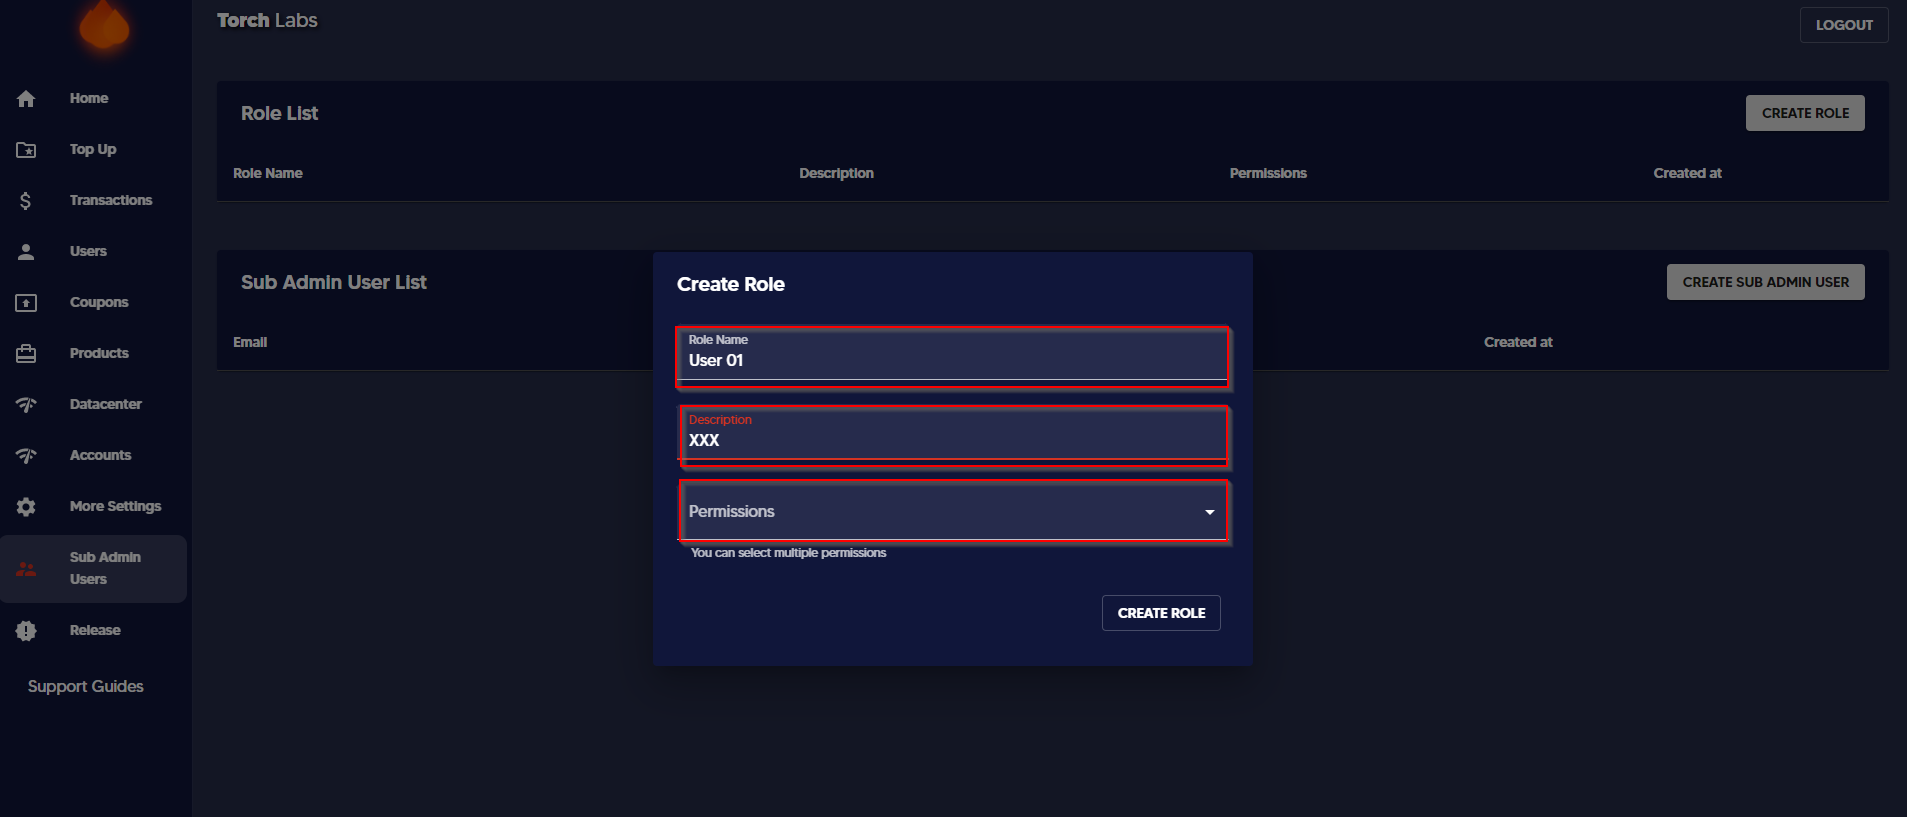 Torch Labs
LOGOUT
Home
Top Up
Transactions
Users
Coupons
Products
Datacenter
Accounts
More Settings
Sub Admin
Users
Release
Support Guides
Role List
CREATE ROLE
Role Name
Description
Permissions
Created at
Sub Admin User List
CREATE SUB ADMIN USER
Email
Created at
Create Role
Role Name
User 01
Description
XXX
Permissions
You can select multiple permissions
CREATE ROLE